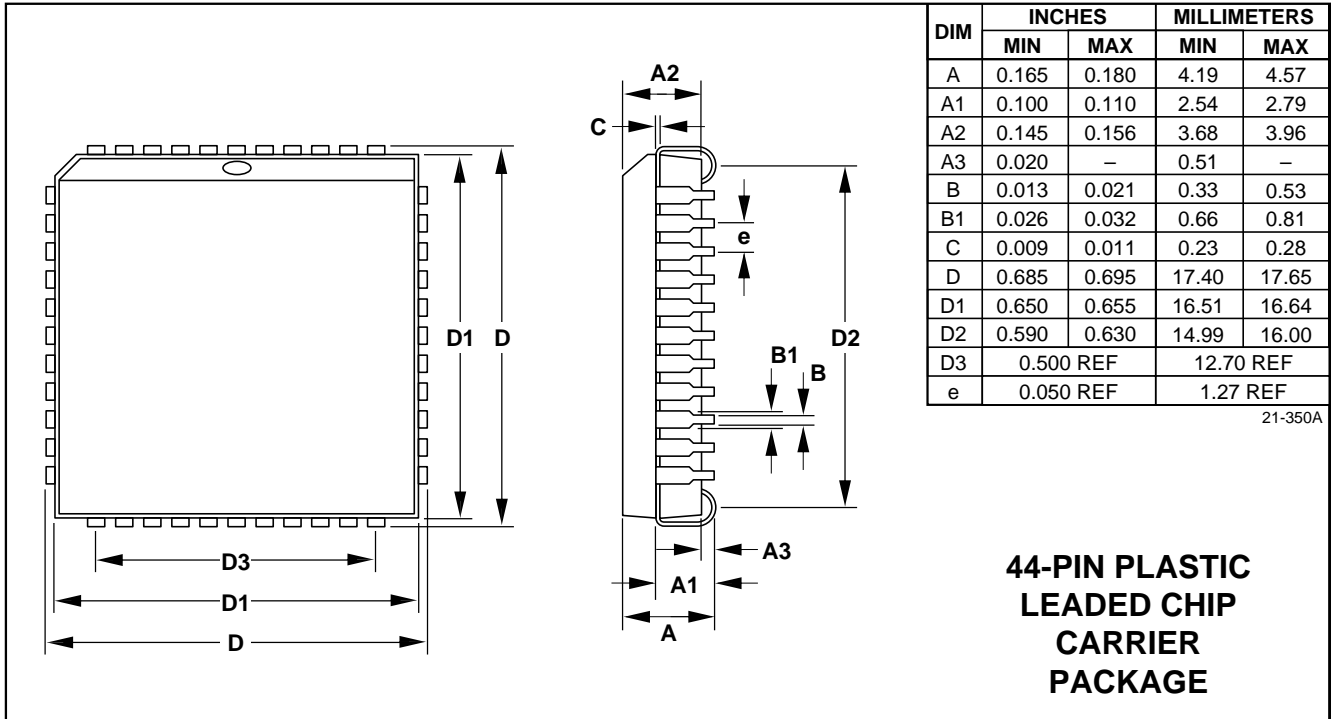 A2
C
e
D1
D
D2
B1
B
A3
A1
A
D3
D1
D
DIM INCHES MILLIMETERS
MIN MAX MIN MAX
A 0.165 0.180 4.19 4.57
A1 0.100 0.110 2.54 2.79
A2 0.145 0.156 3.68 3.96
A3 0.020 – 0.51 –
B 0.013 0.021 0.33 0.53
B1 0.026 0.032 0.66 0.81
C 0.009 0.011 0.23 0.28
D 0.685 0.695 17.40 17.65
D1 0.650 0.655 16.51 16.64
D2 0.590 0.630 14.99 16.00
D3 0.500 REF 12.70 REF
e 0.050 REF 1.27 REF
21-350A
44-PIN PLASTIC
LEADED CHIP
CARRIER
PACKAGE